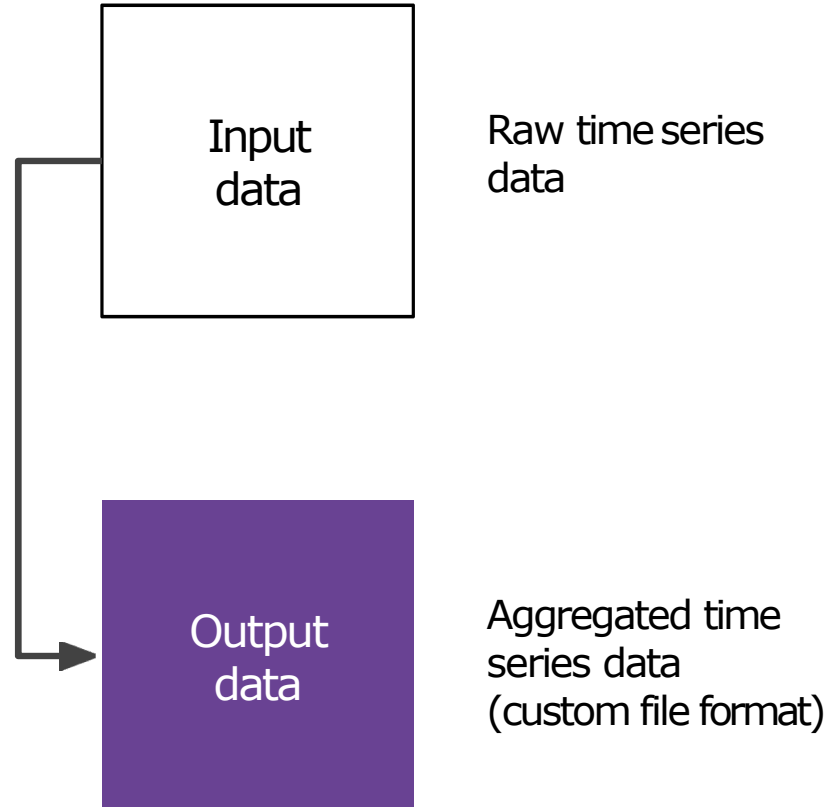 Input
data
Raw time series
data
Output
data
Aggregated time
series data
(custom file format)